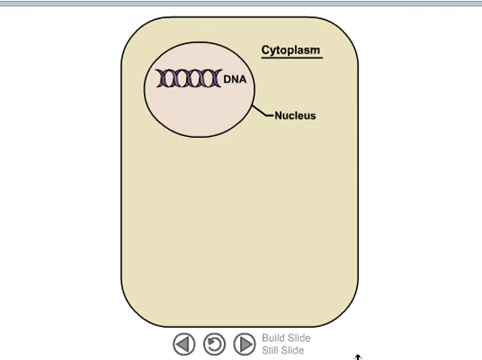 Cytoplasm
DNA
Nucleus
Build Slide
Still Slide